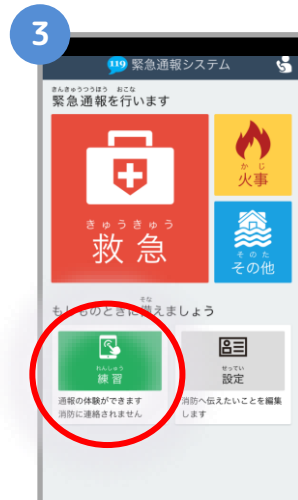 3
119 緊急通報システム
きんきゅうつうほう おこな
緊急通報を行います
きゅうきゅう
救急
かじ
火事
そのた
その他
そな
もしものときに備えましょう
れんしゅう
練習
せってい
設定
通報の体験ができます
消防に連絡されません
消防へ伝えたいことを編集
します